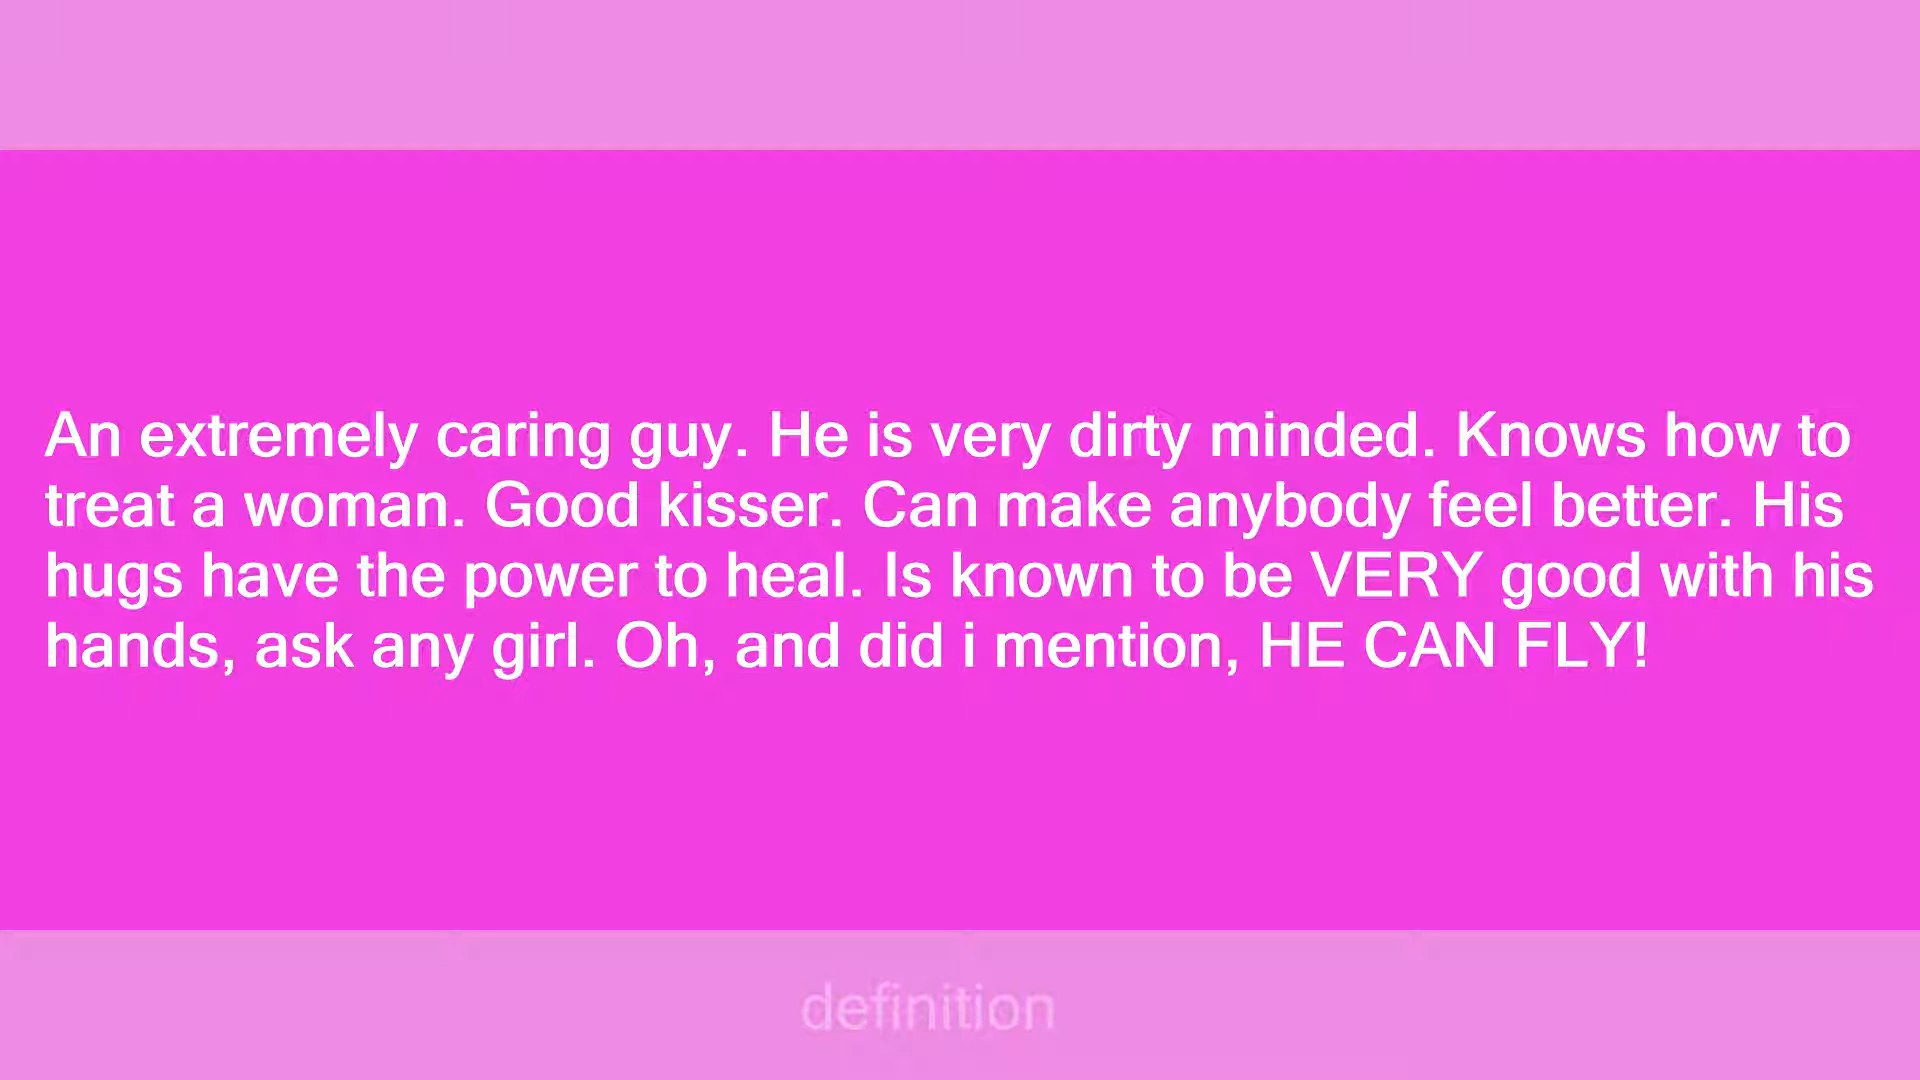 An extremely caring guy. He is very dirty minded. Knows how to
treat a woman. Good kisser. Can make anybody feel better. His
hugs have the power to heal. Is known to be VERY good with his
hands, ask any girl. Oh, and did i mention, HE CAN FLY!
definition